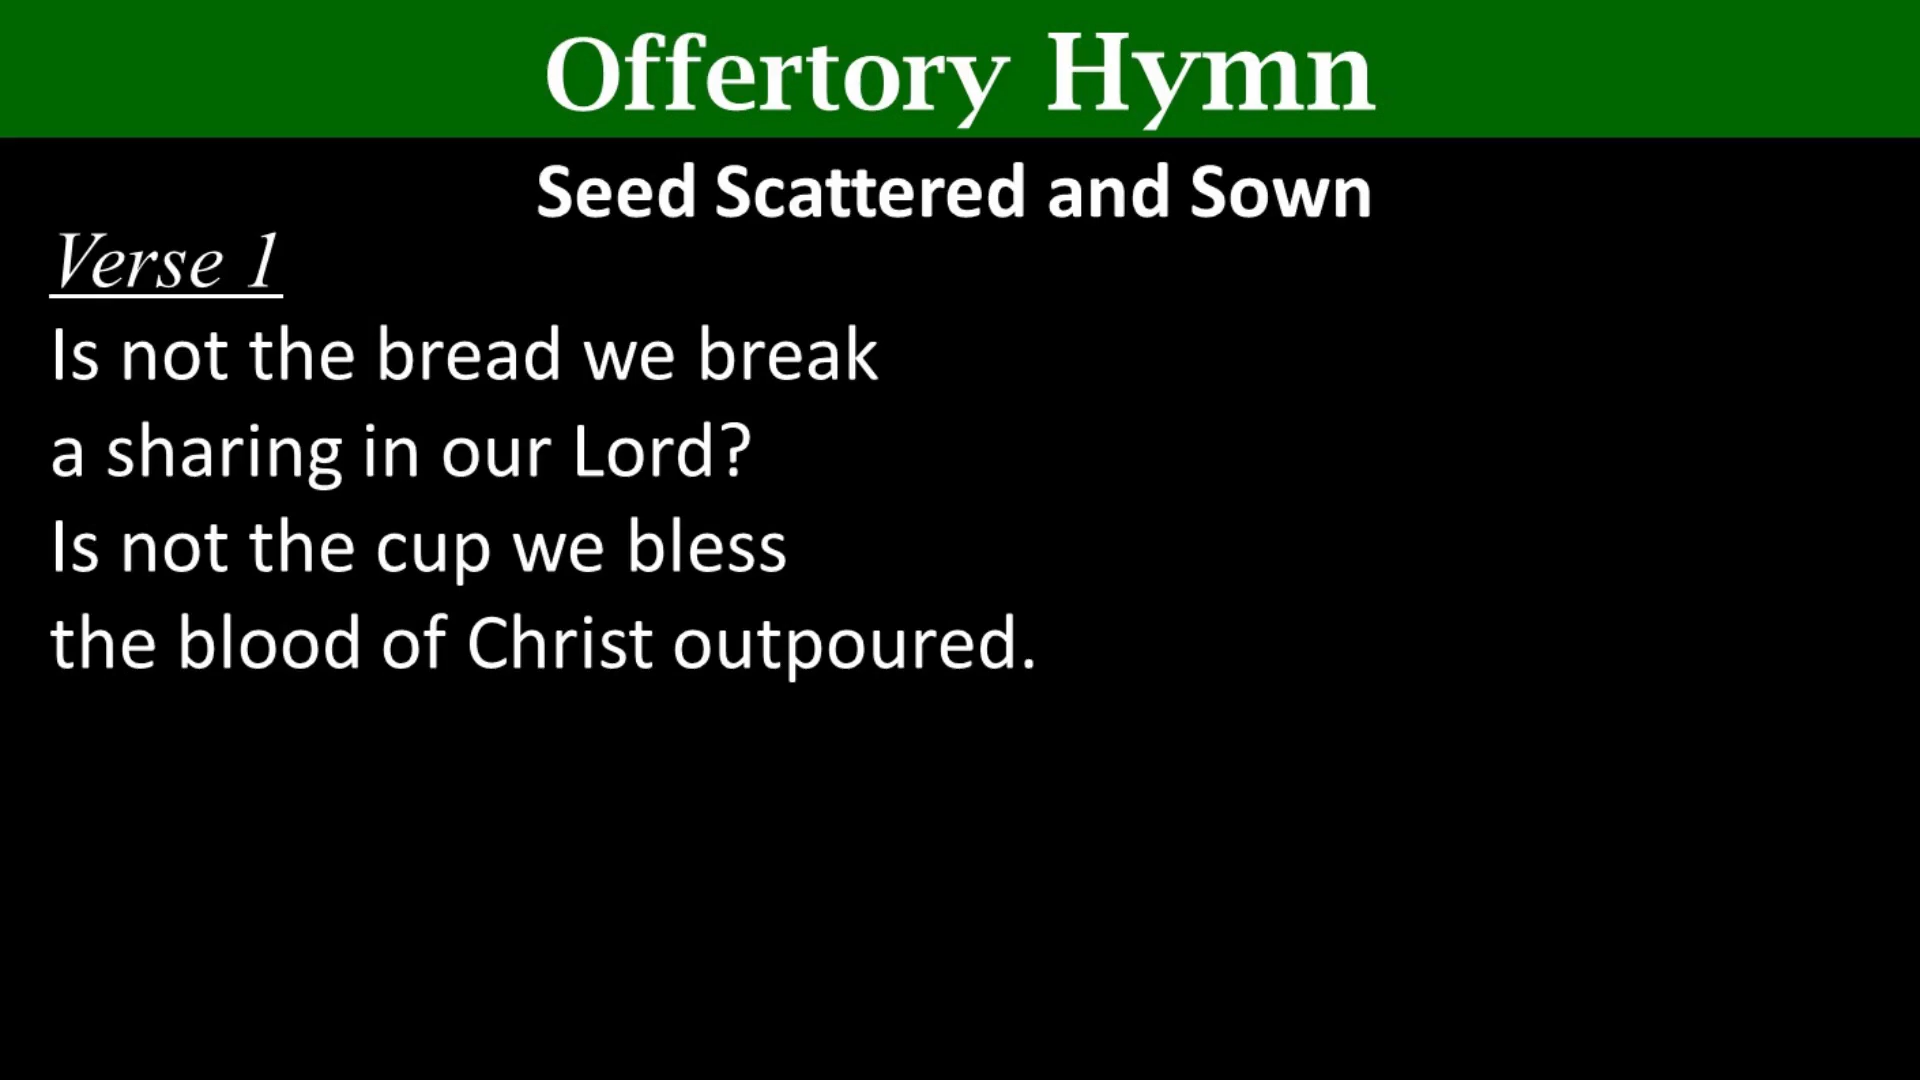 Offertory Hymn
Seed Scattered and Sown
Verse 1
Is not the bread we break
a sharing in our Lord?
Is not the cup we bless
the blood of Christ outpoured.